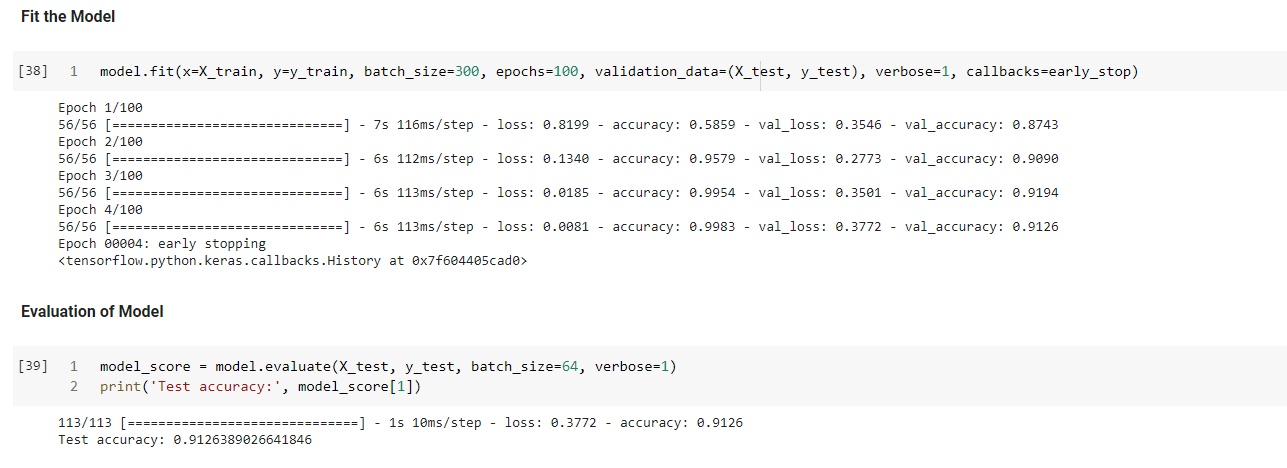 Fit the Model
[38] 1 model.fit(x=X_train, y=y_train, batch_size=300, epochs=100, validation_data=(X_test, y_test), verbose=1, callbacks=early_stop)
Epoch 1/100
56/56 [==============================] - 7s 116ms/step - loss: 0.8199 - accuracy: 0.5859 - val_loss: 0.3546 - val_accuracy: 0.8743
Epoch 2/100
56/56 [==============================] - 6s 112ms/step - loss: 0.1340 - accuracy: 0.9579 - val_loss: 0.2773 - val_accuracy: 0.9090
Epoch 3/100
56/56 [==============================] - 6s 113ms/step - loss: 0.0185 - accuracy: 0.9954 - val_loss: 0.3501 - val_accuracy: 0.9194
Epoch 4/100
56/56 [==============================] - 6s 113ms/step - loss: 0.0081 - accuracy: 0.9983 - val_loss: 0.3772 - val_accuracy: 0.9126
Epoch 00004: early stopping
<tensorflow.python.keras.callbacks.History at 0x7f604405cad0>
Evaluation of Model
[39] 1 model_score = model.evaluate(X_test, y_test, batch_size=64, verbose=1)
2 print('Test accuracy:', model_score[1])
113/113 [==============================] - 1s 10ms/step - loss: 0.3772 - accuracy: 0.9126
Test accuracy: 0.9126389026641846